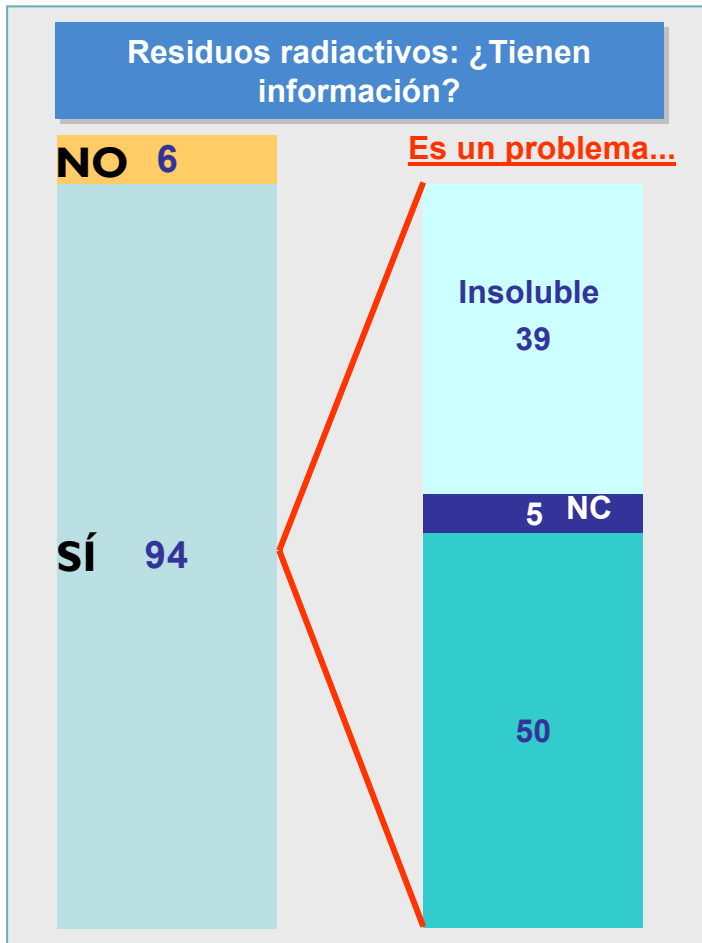 Residuos radiactivos: ¿Tienen
información?
NO 6
Es un problema...
Insoluble
39
5 NC
SÍ 94
50